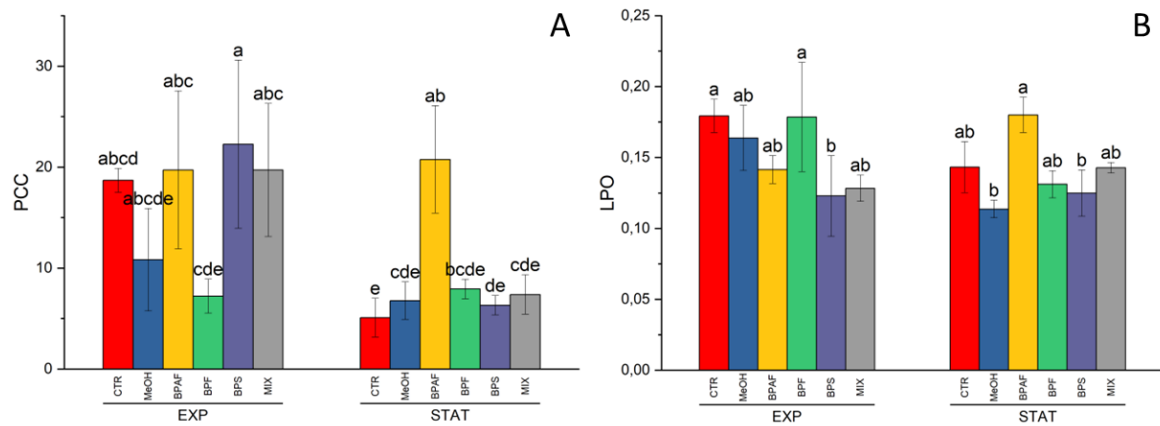 A
PCC
30
20
10
0
abcd
abcde
abc
cde
a
abc
e
cde
ab
bcde
de
cde
CTR
MeOH
BPAF
BPF
BPS
MIX
CTR
MeOH
BPAF
BPF
BPS
MIX
EXP
STAT
B
LPO
0,25
0,20
0,15
0,10
0,05
0,00
a
ab
ab
a
b
ab
ab
b
a
ab
b
ab
CTR
MeOH
BPAF
BPF
BPS
MIX
CTR
MeOH
BPAF
BPF
BPS
MIX
EXP
STAT